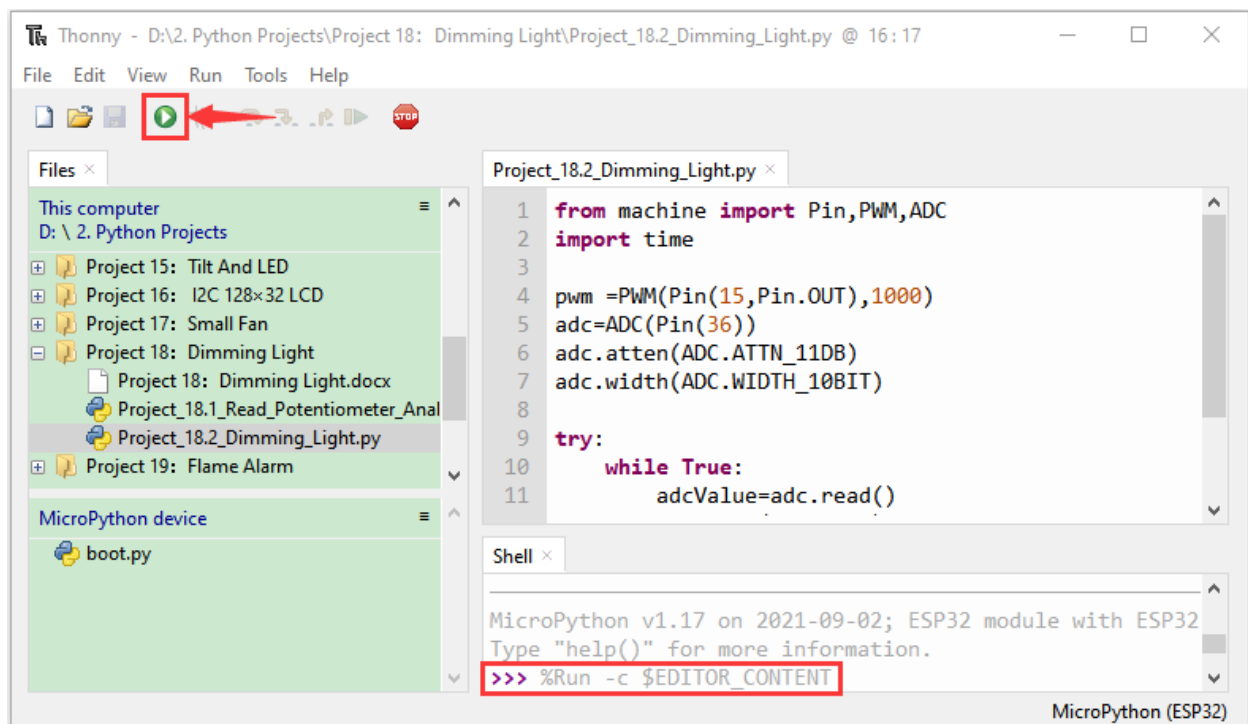 Thonny - D:\2. Python Projects\Project 18： Dimming Light\Project_18.2_Dimming_Light.py @ 16:17
File Edit View Run Tools Help
STOP
Files ×
This computer
D: \ 2. Python Projects
Project 15： Tilt And LED
Project 16： I2C 128×32 LCD
Project 17： Small Fan
Project 18： Dimming Light
Project 18： Dimming Light.docx
Project_18.1_Read_Potentiometer_Anal
Project_18.2_Dimming_Light.py
Project 19： Flame Alarm
MicroPython device
boot.py
Project_18.2_Dimming_Light.py ×
1 from machine import Pin,PWM,ADC
2 import time
3
4 pwm =PWM(Pin(15,Pin.OUT),1000)
5 adc=ADC(Pin(36))
6 adc.atten(ADC.ATTN_11DB)
7 adc.width(ADC.WIDTH_10BIT)
8
9 try:
10 while True:
11 adcValue=adc.read()
Shell ×
MicroPython v1.17 on 2021-09-02; ESP32 module with ESP32
Type "help()" for more information.
>>> %Run -c $EDITOR_CONTENT
MicroPython (ESP32)